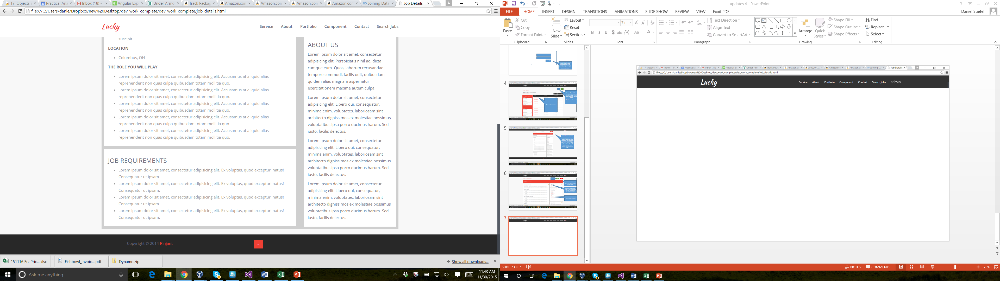 17. Objects
Practical Ana
Inbox (18) -
Angular Exp
Under Armo
Track Packag
Amazon.com
Amazon.com
Amazon.com
Amazon.com
Joining Data
Job Details
file:///C:/Users/danie/Dropbox/new%20Desktop/dev_work_complete/dev_work_complete/job_details.html
Lucky
Service About Portfolio Component Contact Search Jobs
suscipit.
LOCATION
• Columbus, OH
THE ROLE YOU WILL PLAY
• Lorem ipsum dolor sit amet, consectetur adipisicing elit. Accusamus at aliquid alias
reprehenderit non quas culpa quibusdam totam mollitia quo.
• Lorem ipsum dolor sit amet, consectetur adipisicing elit. Accusamus at aliquid alias
reprehenderit non quas culpa quibusdam totam mollitia quo.
• Lorem ipsum dolor sit amet, consectetur adipisicing elit. Accusamus at aliquid alias
reprehenderit non quas culpa quibusdam totam mollitia quo.
• Lorem ipsum dolor sit amet, consectetur adipisicing elit. Accusamus at aliquid alias
reprehenderit non quas culpa quibusdam totam mollitia quo.
• Lorem ipsum dolor sit amet, consectetur adipisicing elit. Accusamus at aliquid alias
reprehenderit non quas culpa quibusdam totam mollitia quo.
JOB REQUIREMENTS
• Lorem ipsum dolor sit amet, consectetur adipisicing elit. Ex voluptas, quod excepturi natus!
Consequatur ut ipsam.
• Lorem ipsum dolor sit amet, consectetur adipisicing elit. Ex voluptas, quod excepturi natus!
Consequatur ut ipsam.
• Lorem ipsum dolor sit amet, consectetur adipisicing elit. Ex voluptas, quod excepturi natus!
Consequatur ut ipsam.
• Lorem ipsum dolor sit amet, consectetur adipisicing elit. Ex voluptas, quod excepturi natus!
Consequatur ut ipsam.
ABOUT US
Lorem ipsum dolor sit amet, consectetur
adipisicing elit. Perspiciatis nihil ad, dicta
cumque eum. Quos, laborum recusandae
tempore commodi, facilis odit, quibusdam
quidem alias magnam aspernatur
exercitationem maxime autem culpa.
Lorem ipsum dolor sit amet, consectetur
adipisicing elit. Libero qui, consequatur,
minima enim, voluptates, laboriosam sint
architecto dignissimos ex molestiae possimus
voluptatibus ipsa porro ducimus harum. Sed
iusto, facilis delectus.
Lorem ipsum dolor sit amet, consectetur
adipisicing elit. Libero qui, consequatur,
minima enim, voluptates, laboriosam sint
architecto dignissimos ex molestiae possimus
voluptatibus ipsa porro ducimus harum. Sed
iusto, facilis delectus.
Lorem ipsum dolor sit amet, consectetur
adipisicing elit. Libero qui, consequatur,
minima enim, voluptates, laboriosam sint
architecto dignissimos ex molestiae possimus
voluptatibus ipsa porro ducimus harum. Sed
iusto, facilis delectus.
Copyright © 2014 Rinjani.
151116 Frz Pric....xlsx
Fishbowl_Invoic....pdf
Dynamo.zip
Show all downloads...
Ask me anything
11:43 AM
11/30/2015
updates 4 - PowerPoint
FILE HOME INSERT DESIGN TRANSITIONS ANIMATIONS SLIDE SHOW REVIEW VIEW Foxit PDF
Daniel Stiefel
Paste
Cut
Copy
Format Painter
Clipboard
New
Slide
Layout
Reset
Section
Slides
7+
B I U S abc AV Aa A
Font
Text Direction
Align Text
Convert to SmartArt
Paragraph
Arrange
Quick
Styles
Shape Fill
Shape Outline
Shape Effects
Drawing
Find
Replace
Select
Editing
4
5
6
7
17. Objects
Inbox (144
Practical A
Inbox (17)
Angular Ex
Under Arm
Track Pack
Amazon.co
Amazon.co
Amazon.co
Amazon.co
Joining Da
Job Details
file:///C:/Users/danie/Dropbox/new%20Desktop/dev_work_complete/dev_work_complete/job_details.html
Lucky
Service About Portfolio Component Contact Search Jobs admin
SLIDE 7 OF 7
NOTES
COMMENTS
75%